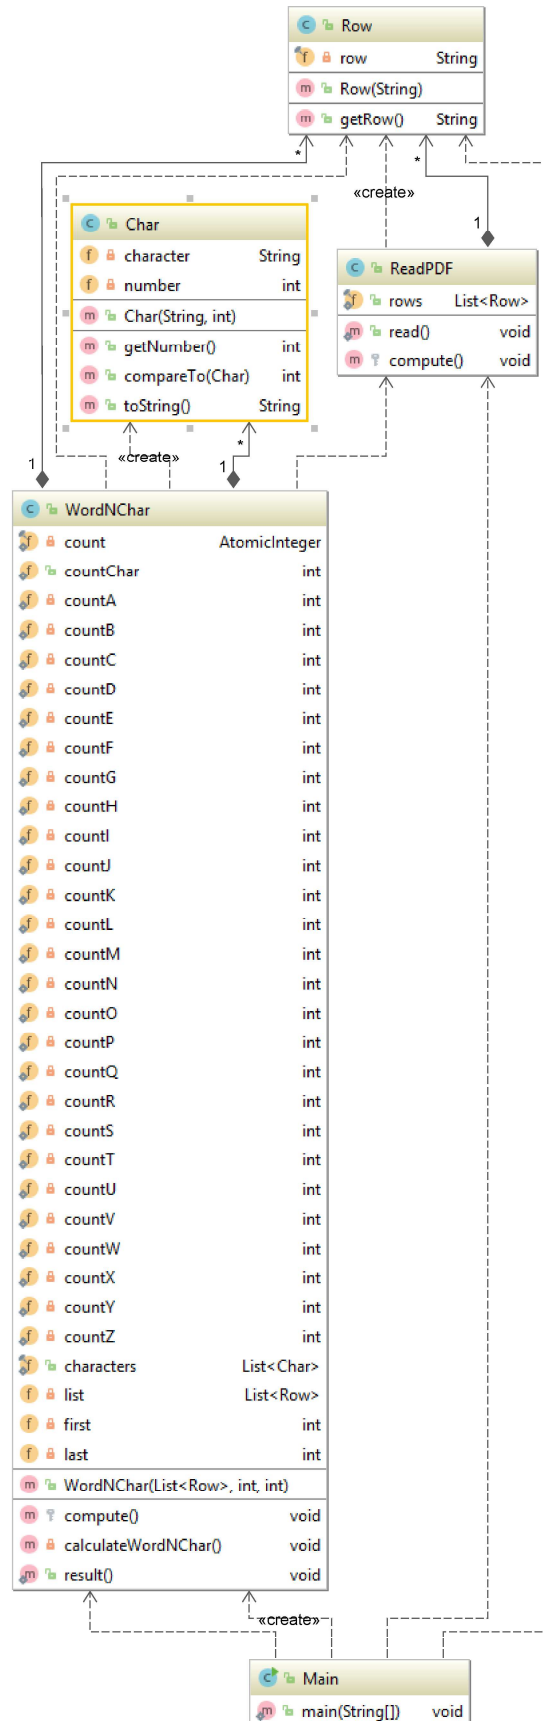 Row
row String
Row(String)
getRow() String
*
*
«create»
Char
character String
number int
Char(String, int)
getNumber() int
compareTo(Char) int
toString() String
1
ReadPDF
rows List<Row>
read() void
compute() void
«create»
*
1
1
WordNChar
count AtomicInteger
countChar int
countA int
countB int
countC int
countD int
countE int
countF int
countG int
countH int
countI int
countJ int
countK int
countL int
countM int
countN int
countO int
countP int
countQ int
countR int
countS int
countT int
countU int
countV int
countW int
countX int
countY int
countZ int
characters List<Char>
list List<Row>
first int
last int
WordNChar(List<Row>, int, int)
compute() void
calculateWordNChar() void
result() void
«create»
Main
main(String[]) void